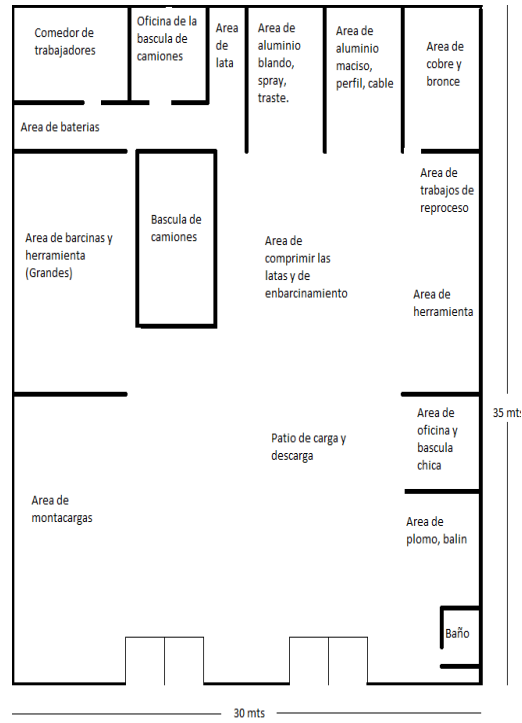 Comedor de
trabajadores
Oficina de la
bascula de
camiones
Area
de
lata
Area de
aluminio
blando,
spray,
traste.
Area de
aluminio
maciso,
perfil, cable
Area de
cobre y
bronce
Area de baterias
Area de
trabajos de
reproceso
Area de barcinas y
herramienta
(Grandes)
Bascula de
camiones
Area de
comprimir las
latas y de
enbarcinamiento
Area de
herramienta
Area de
oficina y
bascula
chica
35 mts
Patio de carga y
descarga
Area de
montacargas
Area de
plomo, balin
Baño
30 mts